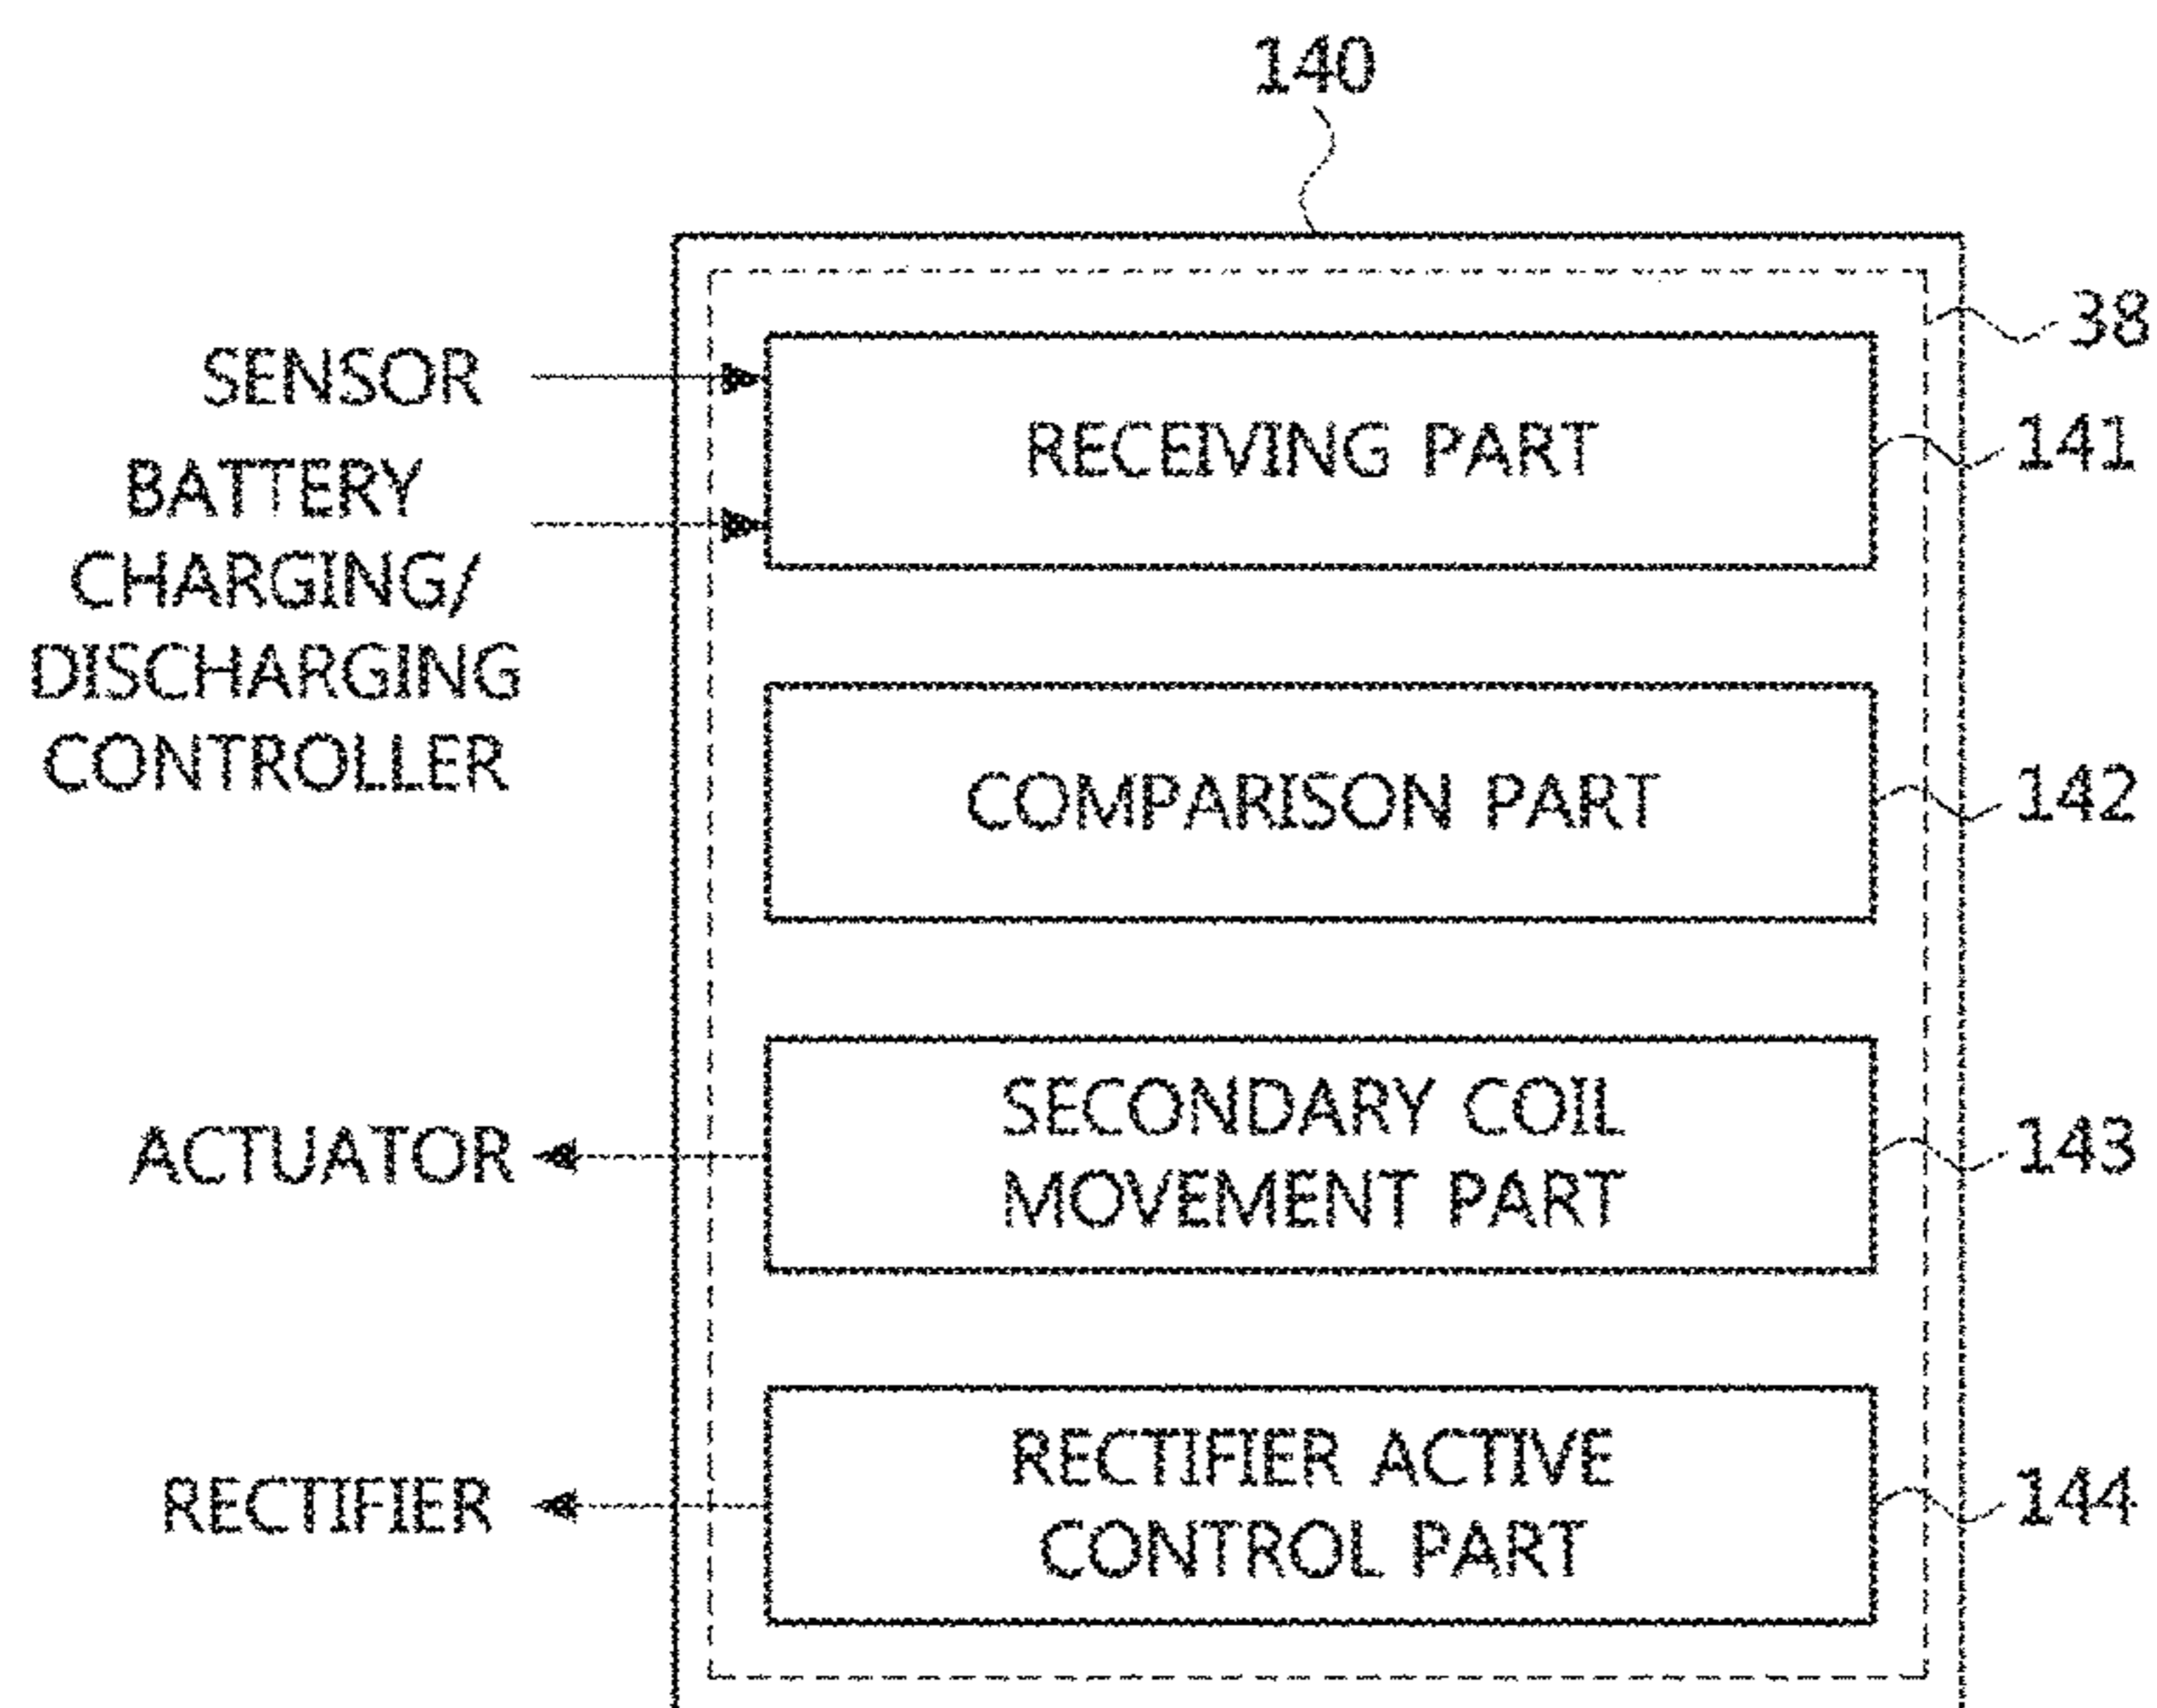 140
38
SENSOR
BATTERY
CHARGING/
DISCHARGING
CONTROLLER
RECEIVING PART
141
COMPARISON PART
142
ACTUATOR
SECONDARY COIL
MOVEMENT PART
143
RECTIFIER
RECTIFIER ACTIVE
CONTROL PART
144